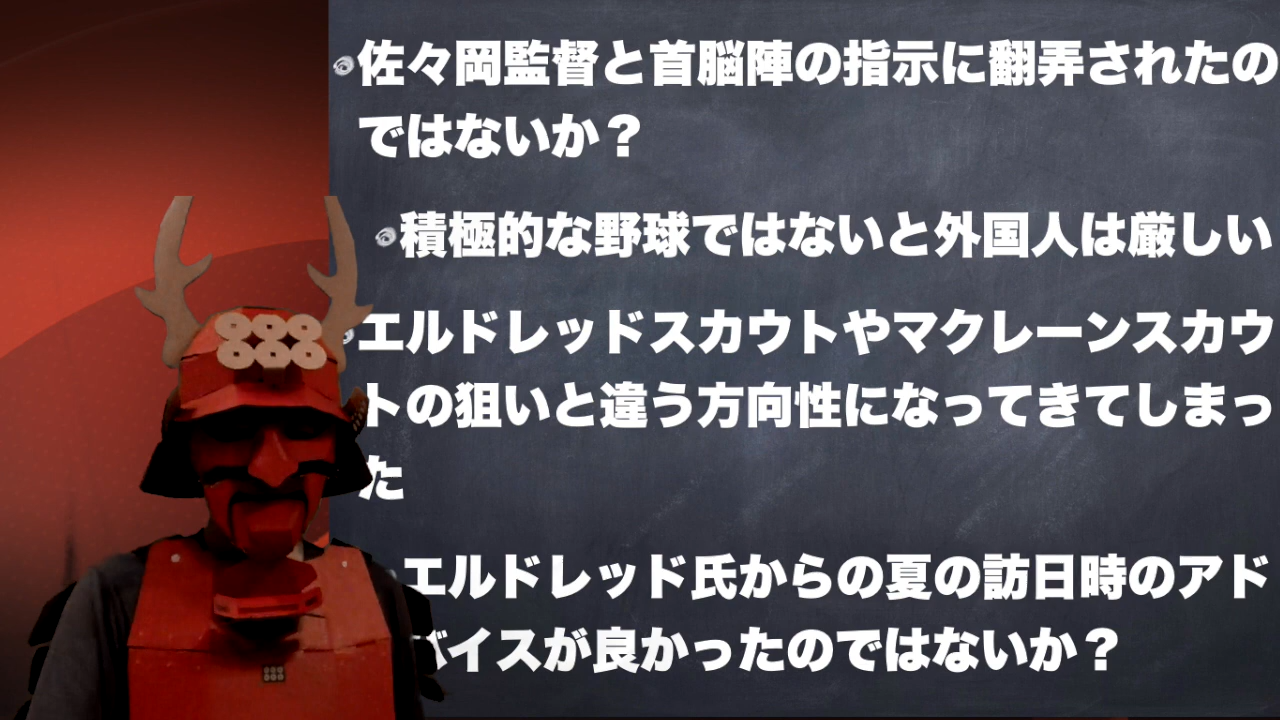 佐々岡監督と首脳陣の指示に翻弄されたの
ではないか？
積極的な野球ではないと外国人は厳しい
エルドレッドスカウトやマクレーンスカウ
トの狙いと違う方向性になってきてしまっ
た
エルドレッド氏からの夏の訪日時のアド
バイスが良かったのではないか？